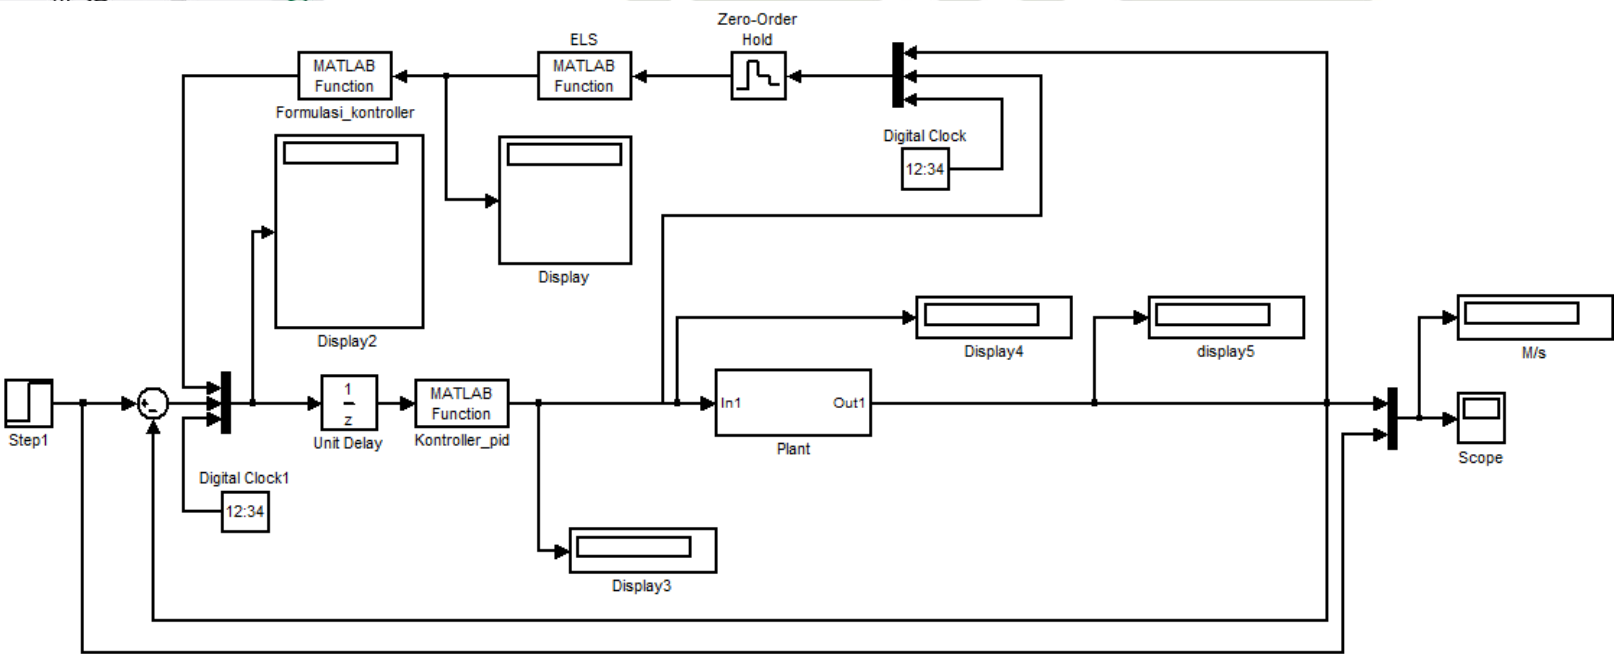 Zero-Order
Hold
ELS
MATLAB
Function
MATLAB
Function
Formulasi_kontroller
Digital Clock
12:34
Display
Display2
Display4
display5
M/s
Step1
1
z
Unit Delay
MATLAB
Function
Kontroller_pid
In1
Out1
Plant
Scope
Digital Clock1
12:34
Display3